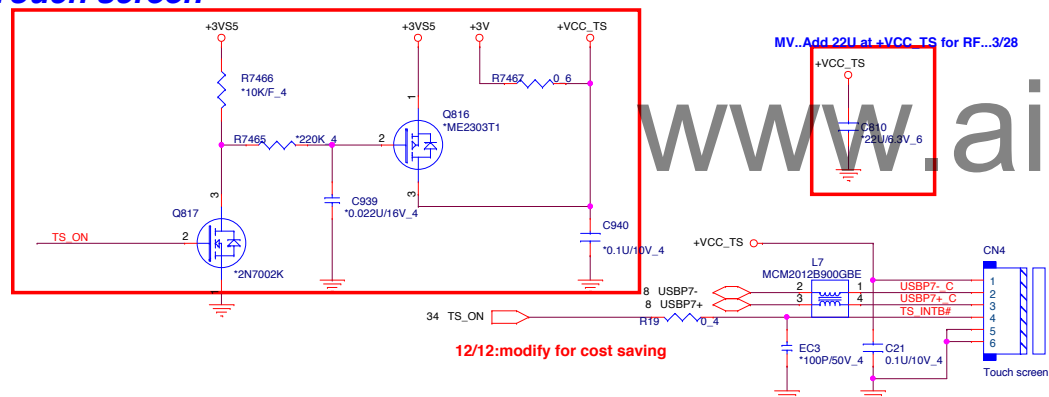 Touch Screen
+3VS5
+3VS5
+3V
+VCC_TS
MV..Add 22U at +VCC_TS for RF...3/28
+VCC_TS
R7466
*10K/F_4
R7467
0_6
1
Q816
*ME2303T1
C810
*22U/6.3V_6
www.ai
R7465
*220K_4
2
3
3
C939
*0.022U/16V_4
Q817
C940
*0.1U/10V_4
TS_ON
2
*2N7002K
1
+VCC_TS
CN4
L7
MCM2012B900GBE
8 USBP7-
2
1
USBP7-_C
8 USBP7+
3
4
USBP7+_C
34 TS_ON
R19
0_4
TS_INTB#
1
2
3
4
5
6
12/12:modify for cost saving
EC3
*100P/50V_4
C21
0.1U/10V_4
Touch screen